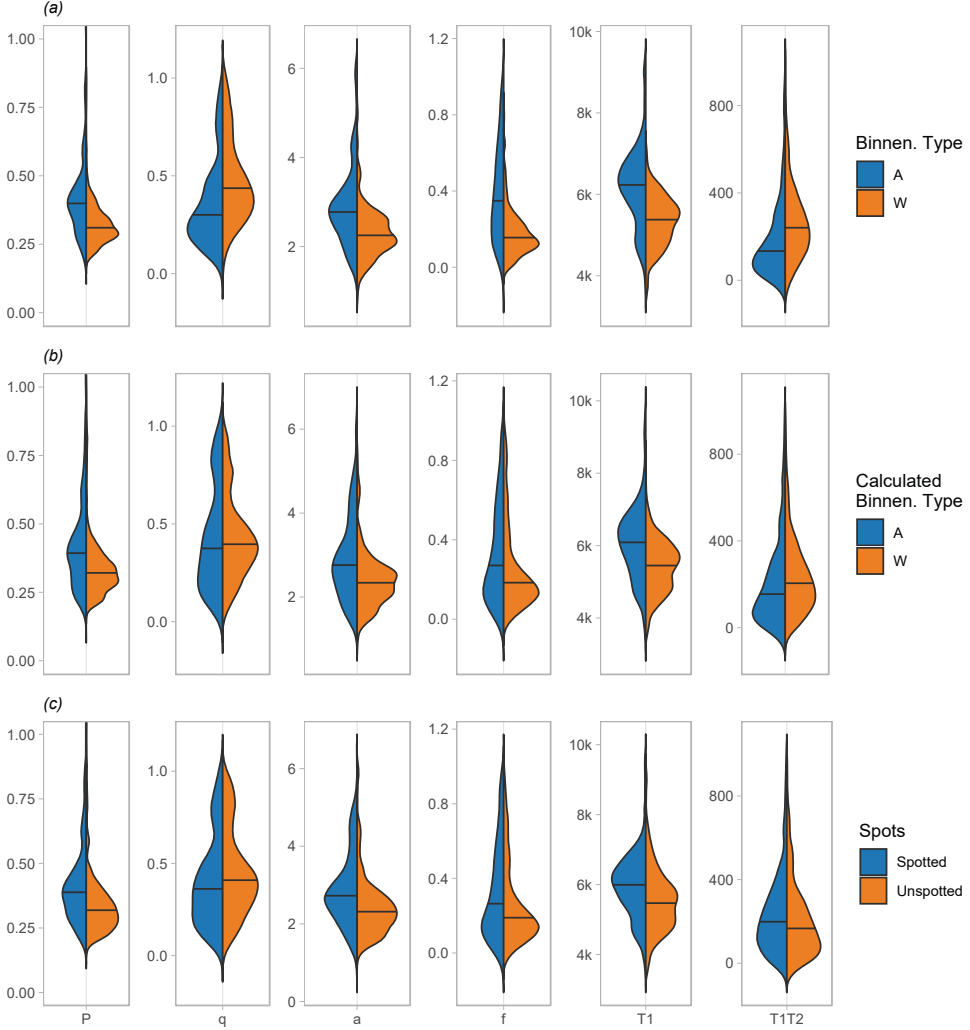 (a)
1.00
0.75
0.50
0.25
0.00
1.0
0.5
0.0
6
4
2
1.2
0.8
0.4
0.0
10k
8k
6k
4k
800
400
0
Binnen. Type
A
W
(b)
1.00
0.75
0.50
0.25
0.00
1.0
0.5
0.0
6
4
2
1.2
0.8
0.4
0.0
10k
8k
6k
4k
800
400
0
Calculated
Binnen. Type
A
W
(c)
1.00
0.75
0.50
0.25
0.00
1.0
0.5
0.0
6
4
2
0
1.2
0.8
0.4
0.0
10k
8k
6k
4k
800
400
0
Spots
Spotted
Unspotted
P
q
a
f
T1
T1T2